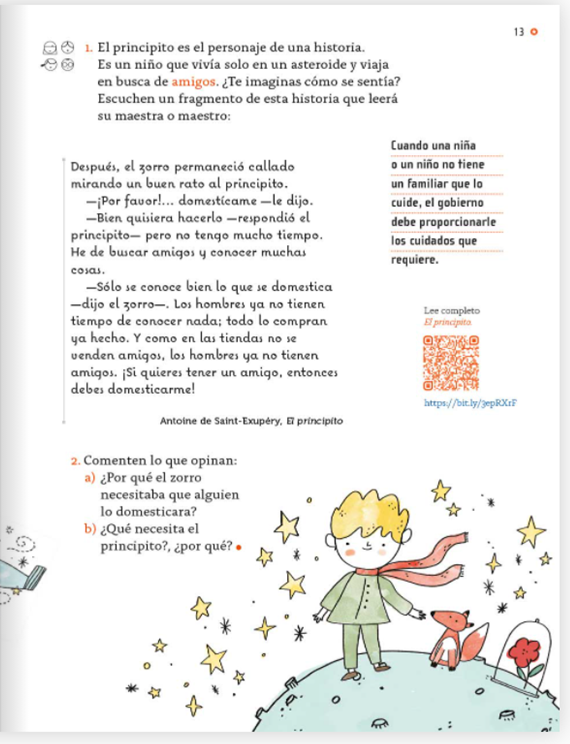 13
1. El principito es el personaje de una historia.
Es un niño que vivía solo en un asteroide y viaja
en busca de amigos. ¿Te imaginas cómo se sentía?
Escuchen un fragmento de esta historia que leerá
su maestra o maestro:
Después, el zorro permaneció callado
mirando un buen rato al principito.
—¡Por favor!... domestícame —le dijo.
—Bien quisiera hacerlo —respondió el
principito— pero no tengo mucho tiempo.
He de buscar amigos y conocer muchas
cosas.
—Sólo se conoce bien lo que se domestica
—dijo el zorro—. Los hombres ya no tienen
tiempo de conocer nada; todo lo compran
ya hecho. Y como en las tiendas no se
venden amigos, los hombres ya no tienen
amigos. ¡Si quieres tener un amigo, entonces
debes domesticarme!
Antoine de Saint-Exupéry, El principito
Cuando una niña
o un niño no tiene
un familiar que lo
cuide, el gobierno
debe proporcionarle
los cuidados que
requiere.
Lee completo
El principito
https://bit.ly/3epRXrF
2. Comenten lo que opinan:
a) ¿Por qué el zorro
necesitaba que alguien
lo domesticara?
b) ¿Qué necesita el
principito?, ¿por qué?